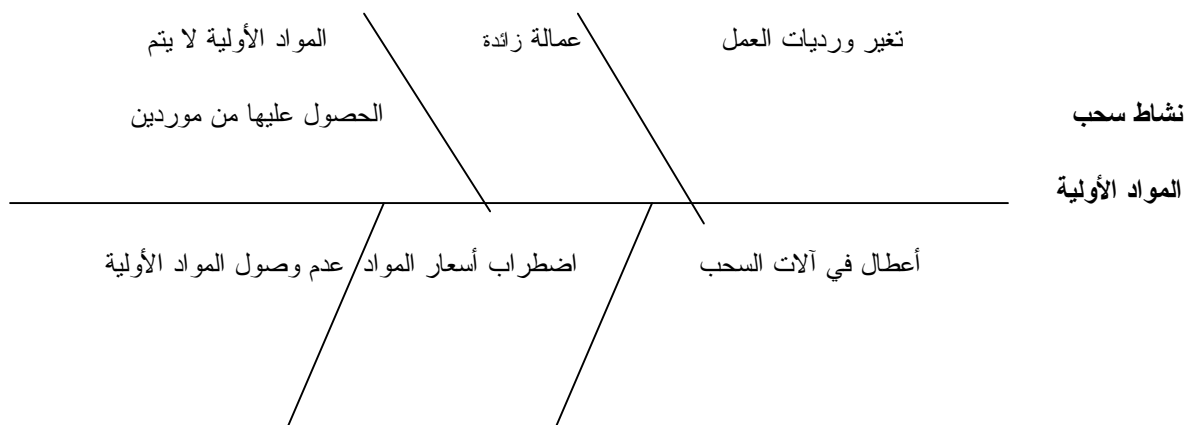 تغير ورديات العمل
عمالة زائدة
المواد الأولية لا يتم
الحصول عليها من موردين
نشاط سحب
المواد الأولية
أعطال في آلات السحب
اضطراب أسعار المواد
عدم وصول المواد الأولية